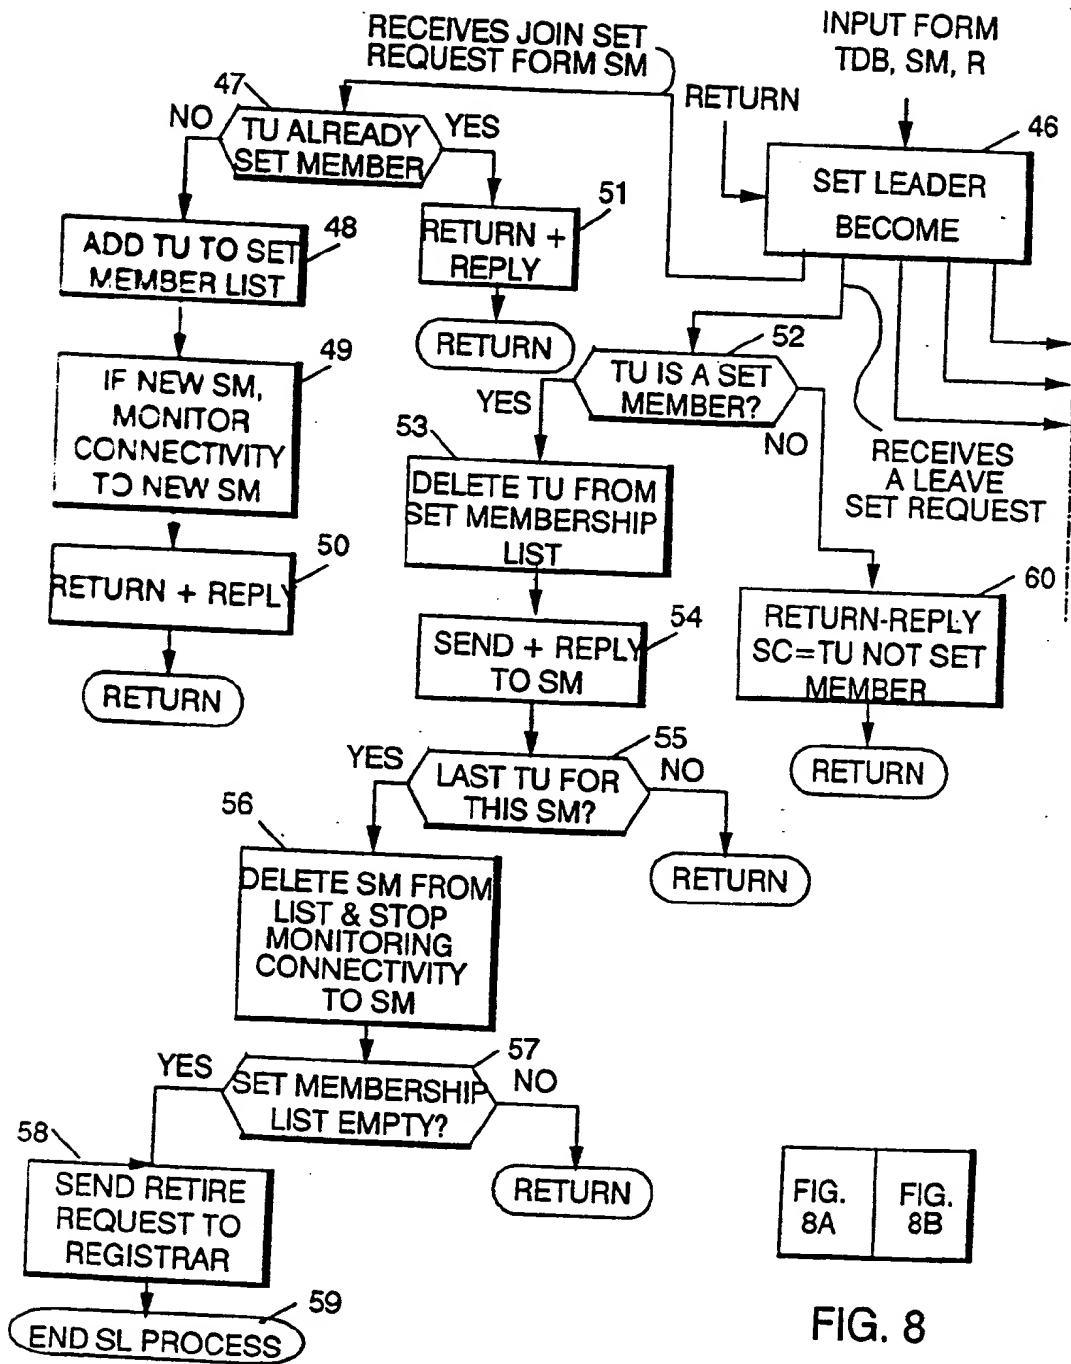 RECEIVES JOIN SET
REQUEST FORM SM
INPUT FORM
TDB, SM, R
RETURN
46
SET LEADER
BECOME
47
NO
TU ALREADY
SET MEMBER
YES
48
ADD TU TO SET
MEMBER LIST
51
RETURN +
REPLY
RETURN
49
IF NEW SM,
MONITOR
CONNECTIVITY
TO NEW SM
50
RETURN + REPLY
RETURN
52
TU IS A SET
MEMBER?
YES
NO
RECEIVES
A LEAVE
SET REQUEST
53
DELETE TU FROM
SET MEMBERSHIP
LIST
54
SEND + REPLY
TO SM
60
RETURN-REPLY
SC=TU NOT SET
MEMBER
RETURN
55
YES
LAST TU FOR
THIS SM?
NO
RETURN
56
DELETE SM FROM
LIST & STOP
MONITORING
CONNECTIVITY
TO SM
57
YES
SET MEMBERSHIP
LIST EMPTY?
NO
RETURN
58
SEND RETIRE
REQUEST TO
REGISTRAR
59
END SL PROCESS
FIG.
8A
FIG.
8B
FIG. 8